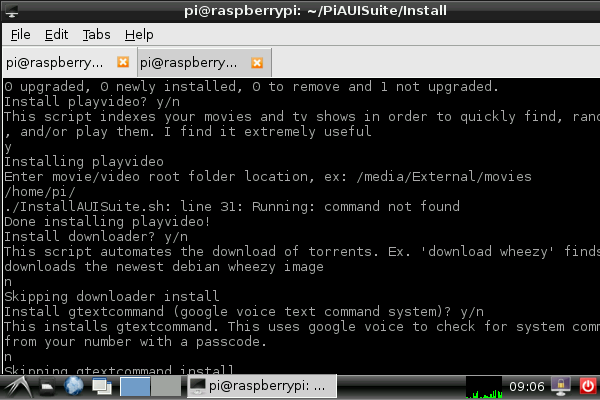 pi@raspberrypi: ~/PiAUISuite/Install
File Edit Tabs Help
pi@raspberry... pi@raspberry...
0 upgraded, 0 newly installed, 0 to remove and 1 not upgraded.
Install playvideo? y/n
This script indexes your movies and tv shows in order to quickly find, ran
, and/or play them. I find it extremely useful
y
Installing playvideo
Enter movie/video root folder location, ex: /media/External/movies
/home/pi/
./InstallAUISuite.sh: line 31: Running: command not found
Done installing playvideo!
Install downloader? y/n
This script automates the download of torrents. Ex. 'download wheezy' finds
downloads the newest debian wheezy image
n
Skipping downloader install
Install gtextcommand (google voice text command system)? y/n
This installs gtextcommand. This uses google voice to check for system com
from your number with a passcode.
n
Skipping gtextcommand install
pi@raspberrypi: ... 09:06